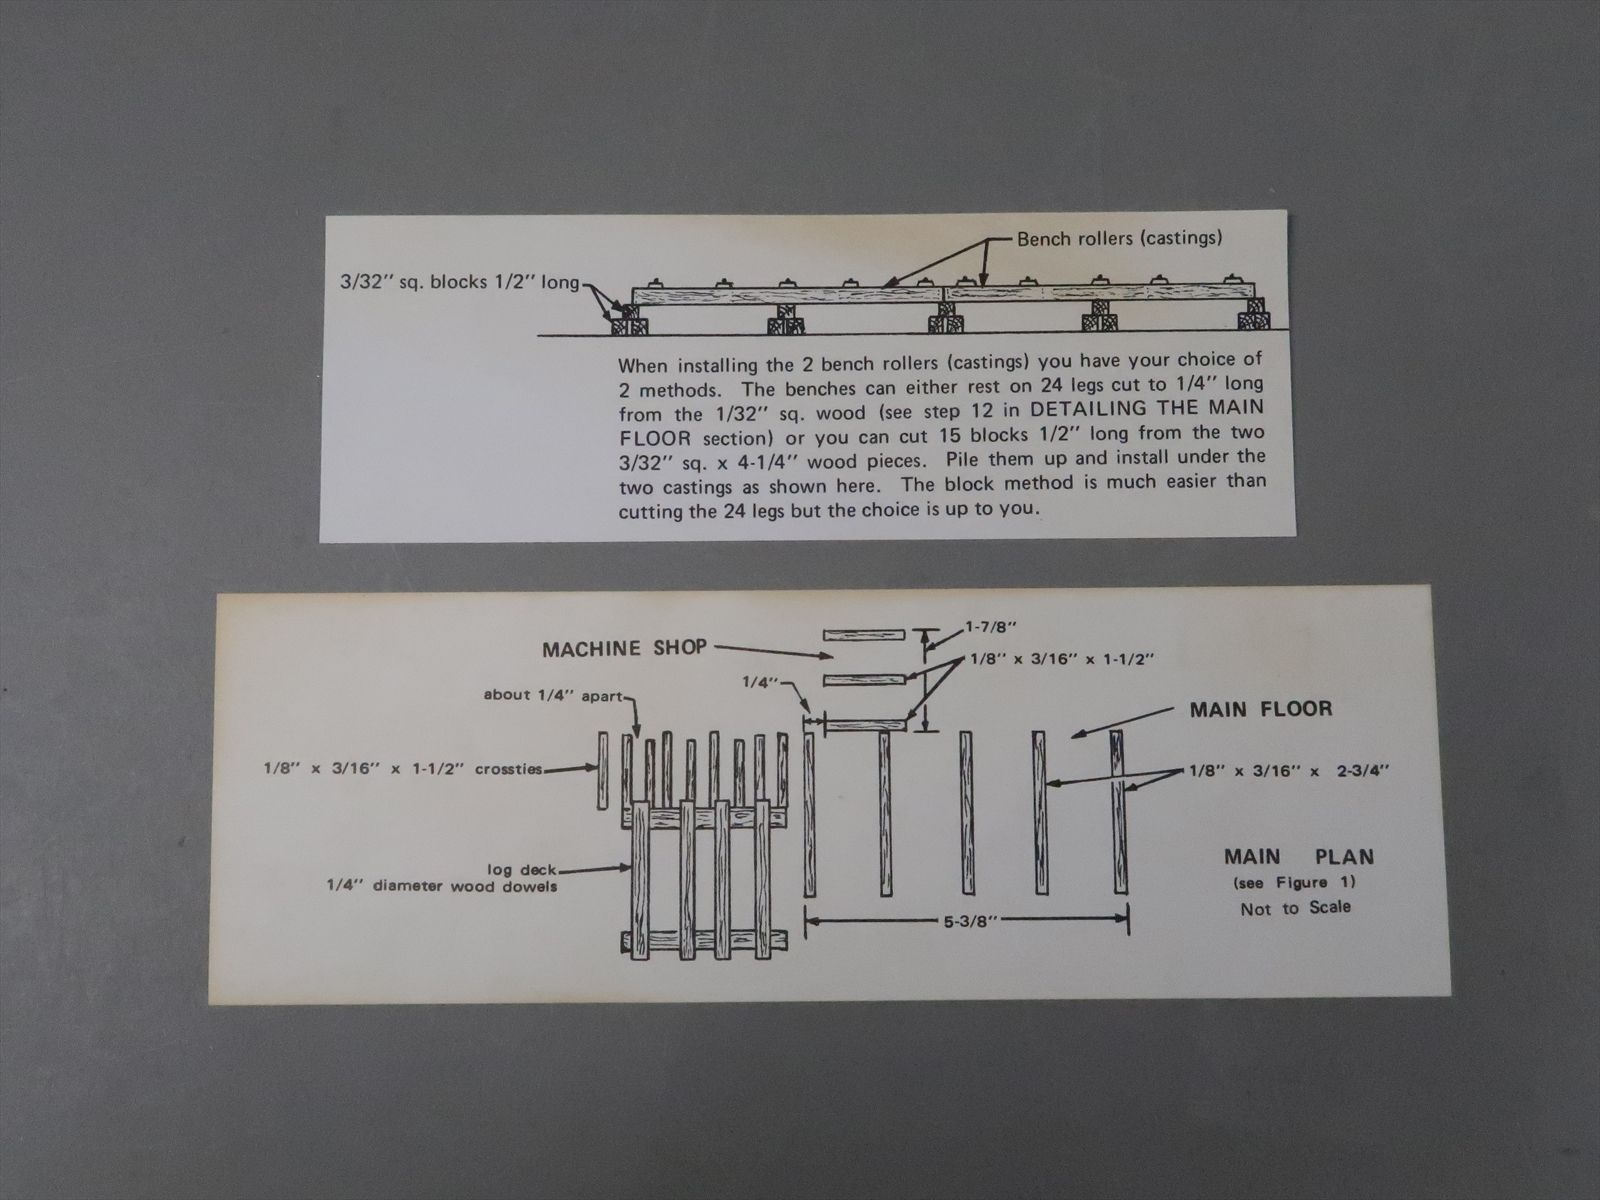 Bench rollers (castings)
3/32" sq. blocks 1/2" long
When installing the 2 bench rollers (castings) you have your choice of
2 methods. The benches can either rest on 24 legs cut to 1/4" long
from the 1/32" sq. wood (see step 12 in DETAILING THE MAIN
FLOOR section) or you can cut 15 blocks 1/2" long from the two
3/32" sq. x 4-1/4" wood pieces. Pile them up and install under the
two castings as shown here. The block method is much easier than
cutting the 24 legs but the choice is up to you.
1-7/8"
MACHINE SHOP
1/8" x 3/16" x 1-1/2"
1/4"
about 1/4" apart
MAIN FLOOR
1/8" x 3/16" x 1-1/2" crossties
1/8" x 3/16" x 2-3/4"
log deck
1/4" diameter wood dowels
MAIN PLAN
(see Figure 1)
Not to Scale
5-3/8"